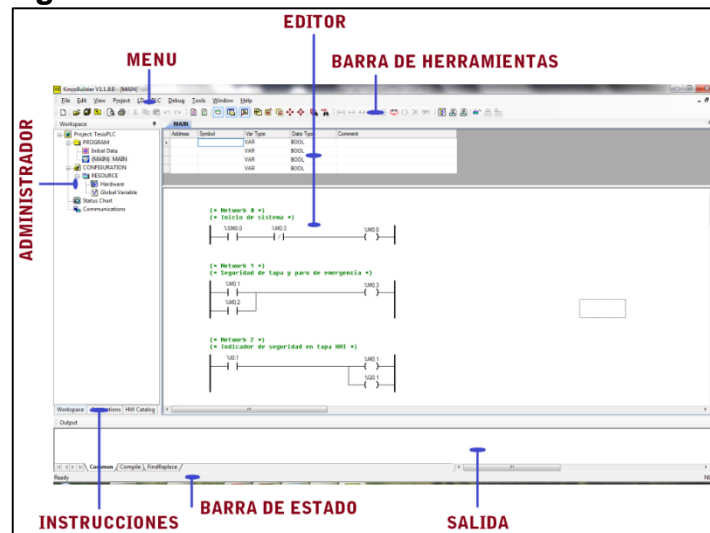 EDITOR
MENU
BARRA DE HERRAMIENTAS
KincoBuilder V1.1.8.0 - [MAIN]
File Edit View Project LD PLC Debug Tools Window Help
Workspace
MAIN
Project TesisPLC
PROGRAM
Initial Data
(MAIN) MAIN
CONFIGURATION
RESOURCE
Hardware
Global Variable
Status Chart
Communications
ADMINISTRADOR
Address Symbol Var Type Data Type Comment
VAR BOOL
VAR BOOL
VAR BOOL
VAR BOOL
(* Network 0 *)
(* Inicio de sistema *)
%SM0.0 %M0.3 %M0.0
(* Network 1 *)
(* Seguridad de tapa y paro de emergencia *)
%M0.1 %M0.3
%M0.2
(* Network 2 *)
(* Indicador de seguridad en tapa HMI *)
%I0.1 %M0.1
%Q0.1
Workspace HW Catalog
Output
Common Compile FindReplace
Ready
BARRA DE ESTADO
INSTRUCCIONES
SALIDA